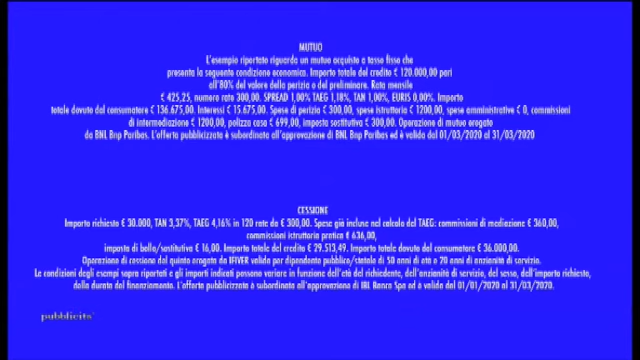 MUTUO
L'esempio riportato riguarda un mutuo acquisto a tasso fisso che
presenta la seguente condizione economica. Importo totale del credito € 120.000,00 pari
all'80% del valore della perizia o del preliminare. Rata mensile
€ 425,25, numero rate 300,00. SPREAD 1,00% TAEG 1,18%, TAN 1,00%, EURIS 0,00%. Importo
totale dovuto dal consumatore € 136.675,00. Interessi € 15.675,00. Spese di perizia € 300,00, spese istruttoria € 1200,00, spese amministrative € 0, commissioni
di intermediazione € 1200,00, polizza casa € 699,00, imposta sostitutiva € 300,00. Operazione di mutuo erogato
da BNL Bnp Paribas. L'offerta pubblicizzata è subordinata all'approvazione di BNL Bnp Paribas ed è valida dal 01/03/2020 al 31/03/2020
CESSIONE
Importo richiesto € 30.000, TAN 3,37%, TAEG 4,16% in 120 rate da € 300,00. Spese già incluse nel calcolo del TAEG: commissioni di mediazione € 360,00,
commissioni istruttoria pratica € 636,00,
imposta di bollo/sostitutiva € 16,00. Importo totale del credito € 29.513,49. Importo totale dovuto dal consumatore € 36.000,00.
Operazione di cessione del quinto erogata da IFIVER valida per dipendente pubblico/statale di 50 anni di età a 20 anni di anzianità di servizio.
Le condizioni degli esempi sopra riportati e gli importi indicati possono variare in funzione dell'età del richiedente, dell'anzianità di servizio, del sesso, dell'importo richiesto,
della durata del finanziamento. L'offerta pubblicizzata è subordinata all'approvazione di IBL Banca Spa ed è valida dal 01/01/2020 al 31/03/2020.
pubblicita'